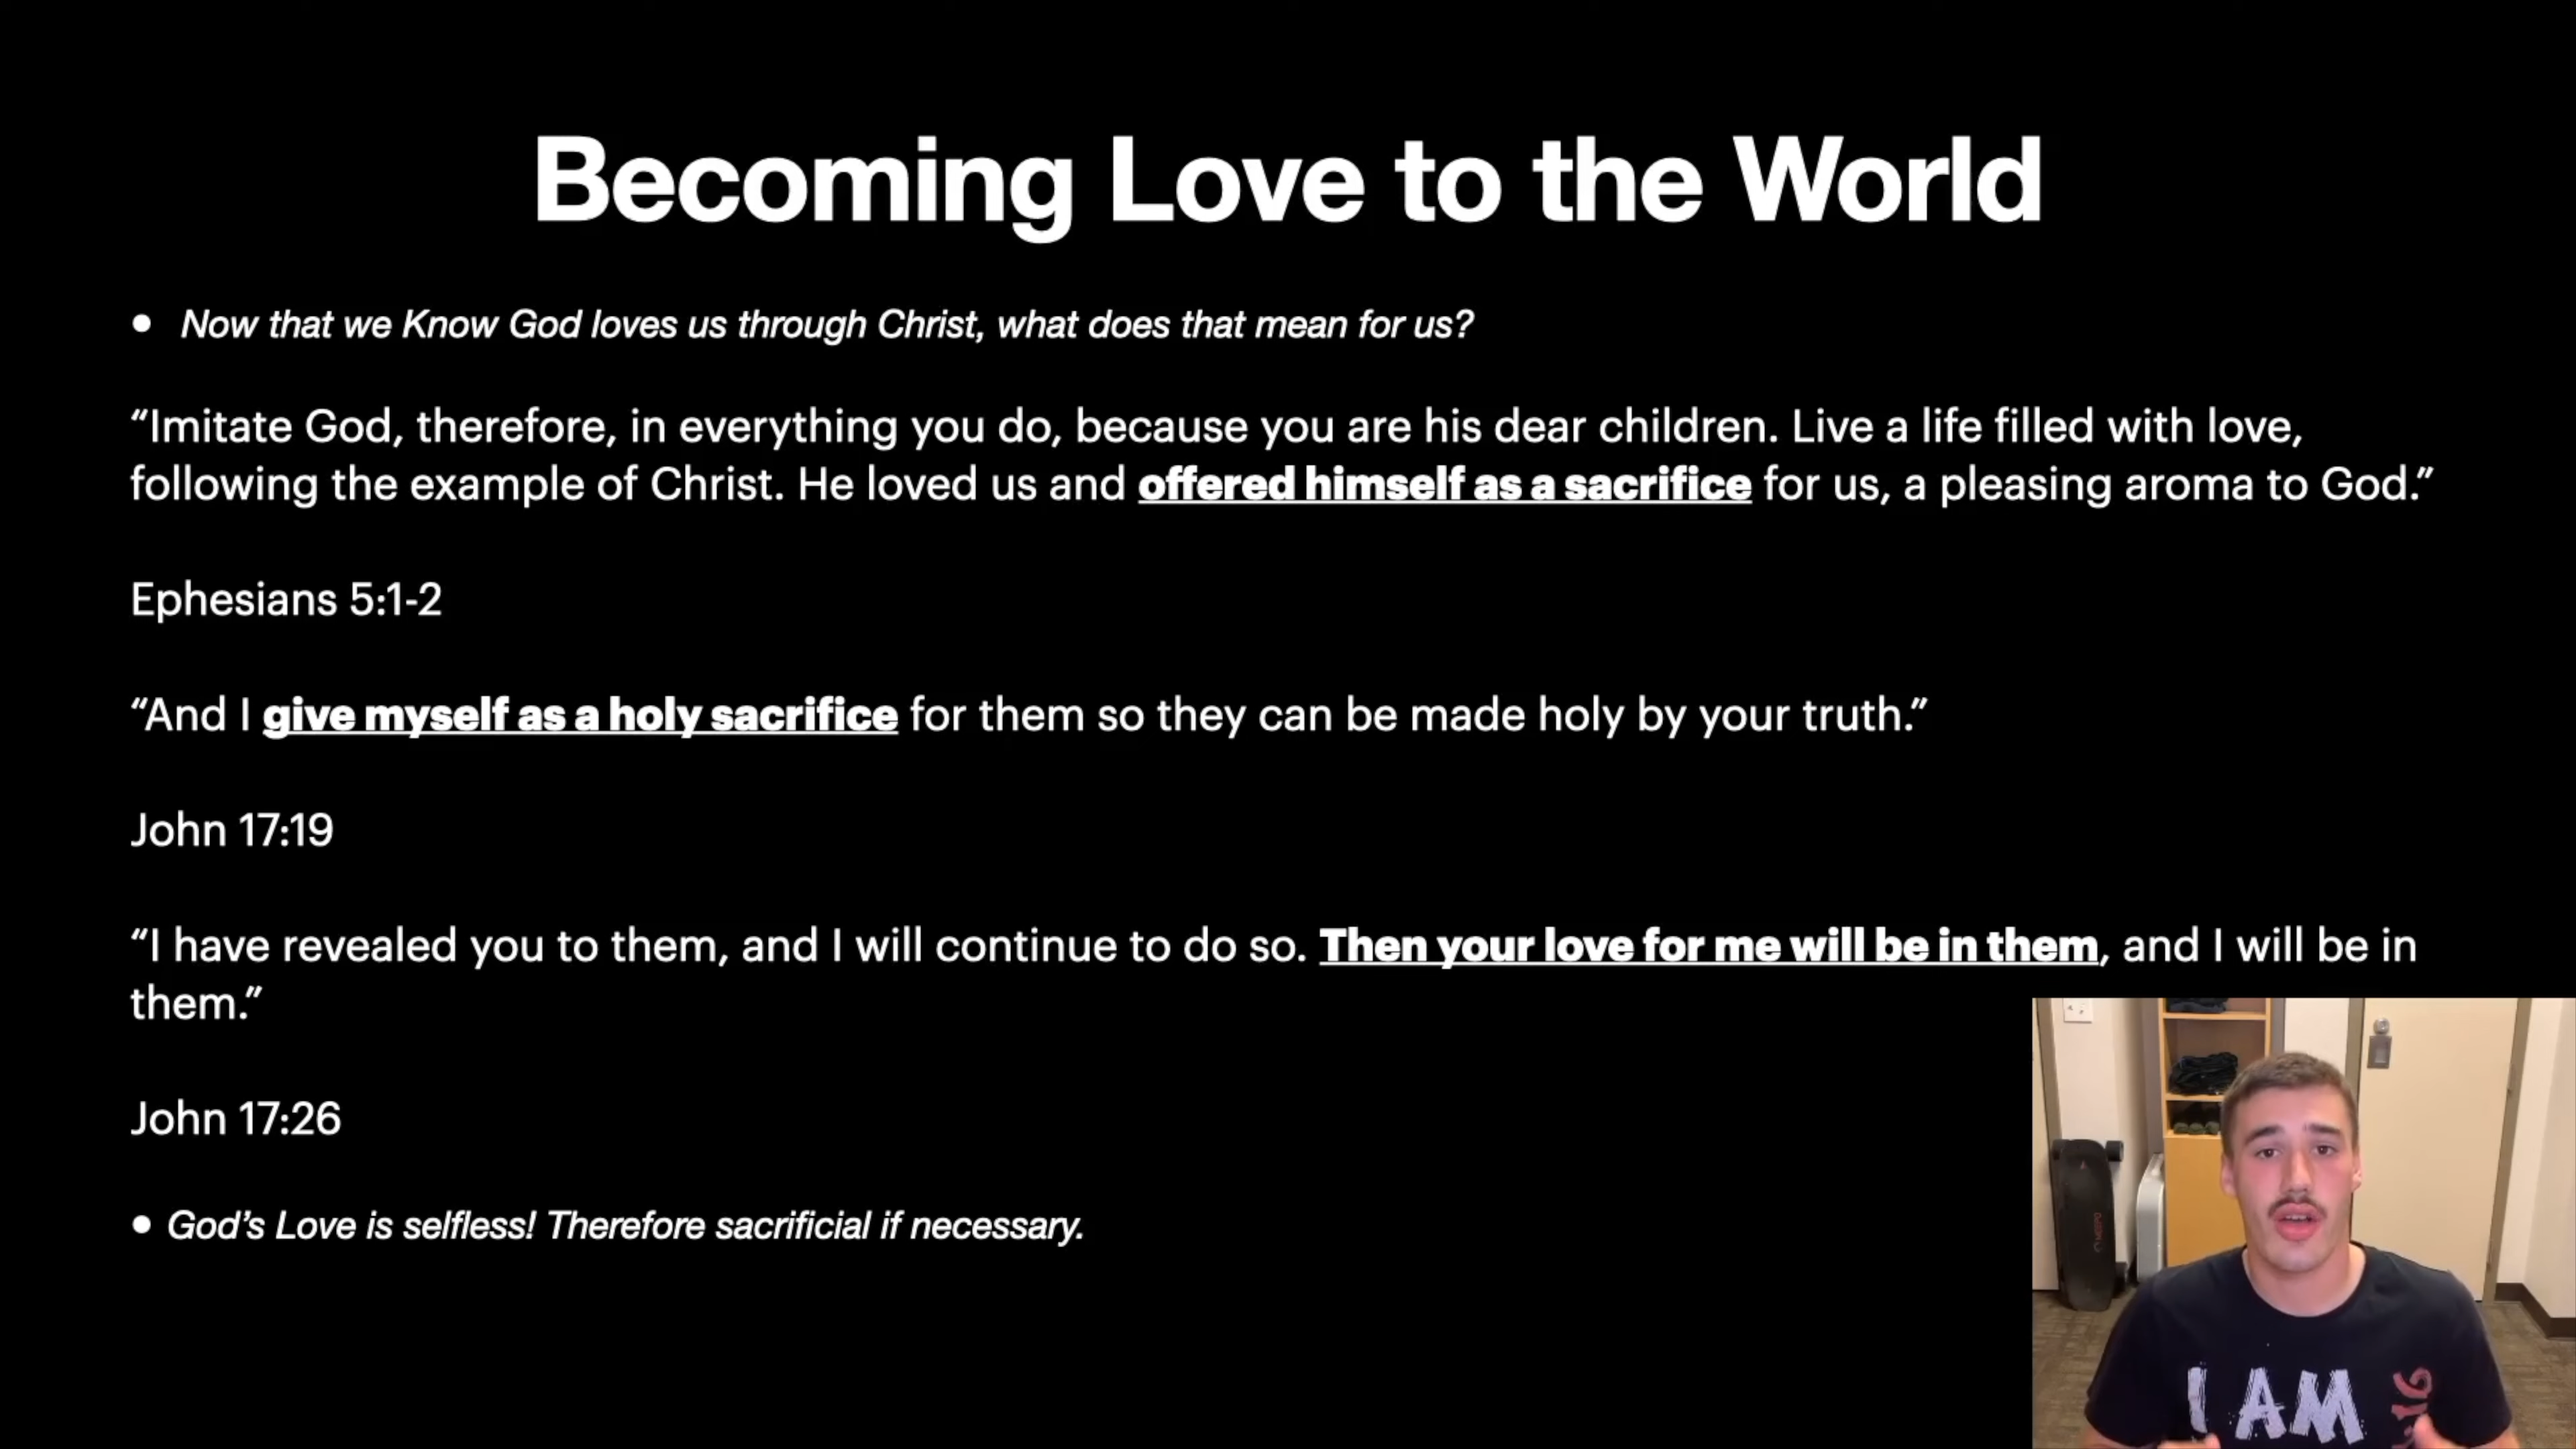 Becoming Love to the World
• Now that we Know God loves us through Christ, what does that mean for us?
“Imitate God, therefore, in everything you do, because you are his dear children. Live a life filled with love,
following the example of Christ. He loved us and offered himself as a sacrifice for us, a pleasing aroma to God.”
Ephesians 5:1-2
“And I give myself as a holy sacrifice for them so they can be made holy by your truth.”
John 17:19
“I have revealed you to them, and I will continue to do so. Then your love for me will be in them, and I will be in
them.”
John 17:26
• God’s Love is selfless! Therefore sacrificial if necessary.
I AM